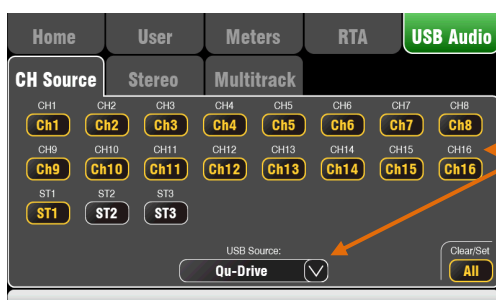 Home User Meters RTA USB Audio
CH Source Stereo Multitrack
CH1 CH2 CH3 CH4 CH5 CH6 CH7 CH8
Ch1 Ch2 Ch3 Ch4 Ch5 Ch6 Ch7 Ch8
CH9 CH10 CH11 CH12 CH13 CH14 CH15 CH16
Ch9 Ch10 Ch11 Ch12 Ch13 Ch14 Ch15 Ch16
ST1 ST2 ST3
ST1 ST2 ST3
USB Source: Clear/Set
Qu-Drive All